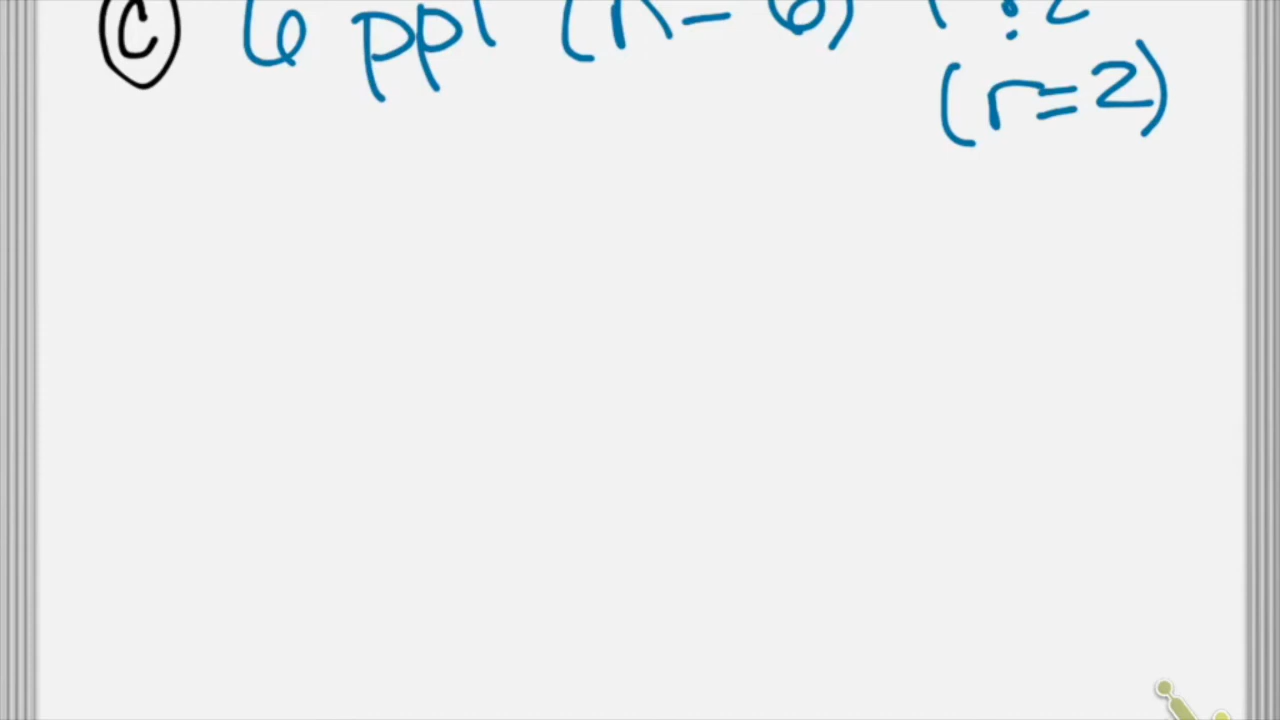 C 6 ppl (n = 6)
(r=2)